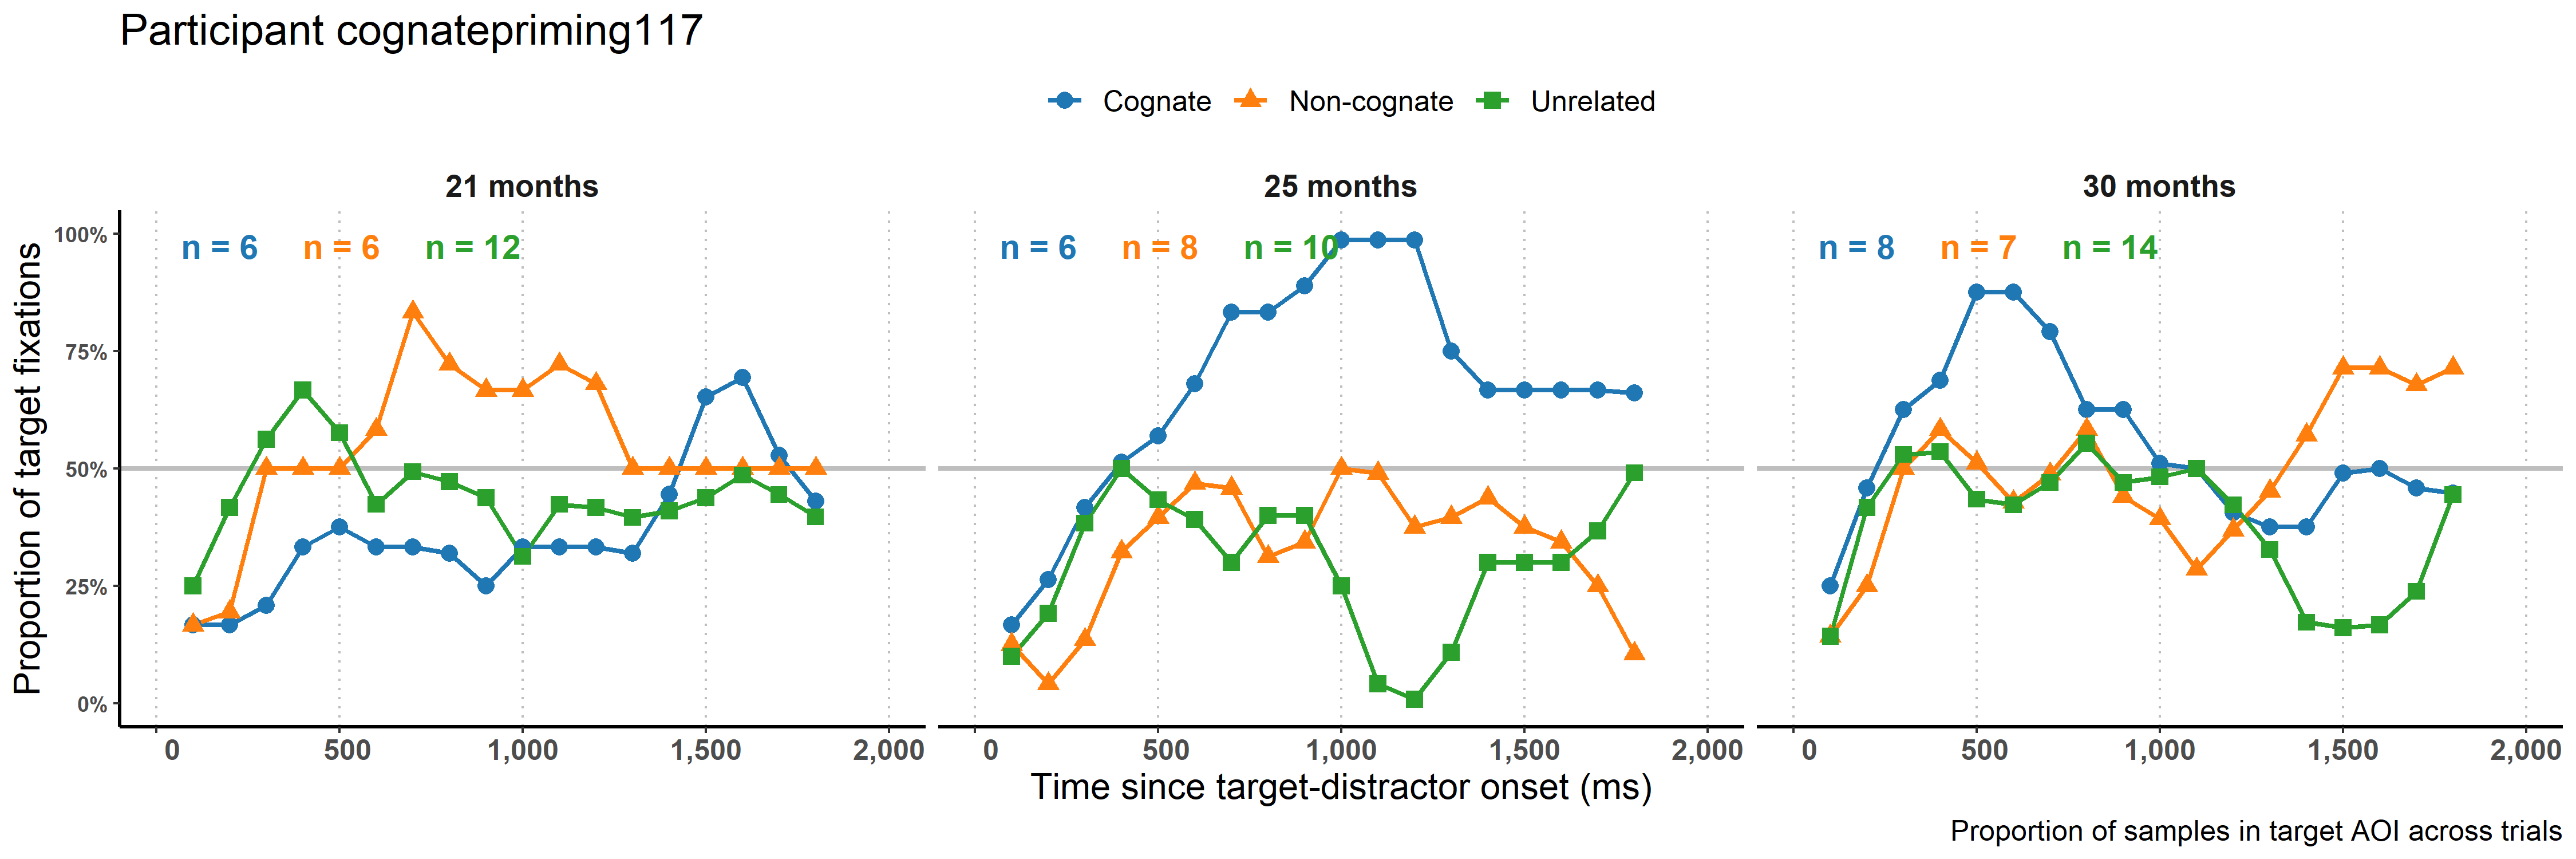 Participant cognatepriming117
Cognate Non-cognate Unrelated
21 months 25 months 30 months
n = 6 n = 6 n = 12 n = 6 n = 8 n = 10 n = 8 n = 7 n = 14
100%
75%
50%
25%
0%
Proportion of target fixations
0 500 1,000 1,500 2,000 0 500 1,000 1,500 2,000 0 500 1,000 1,500 2,000
Time since target-distractor onset (ms)
Proportion of samples in target AOI across trials